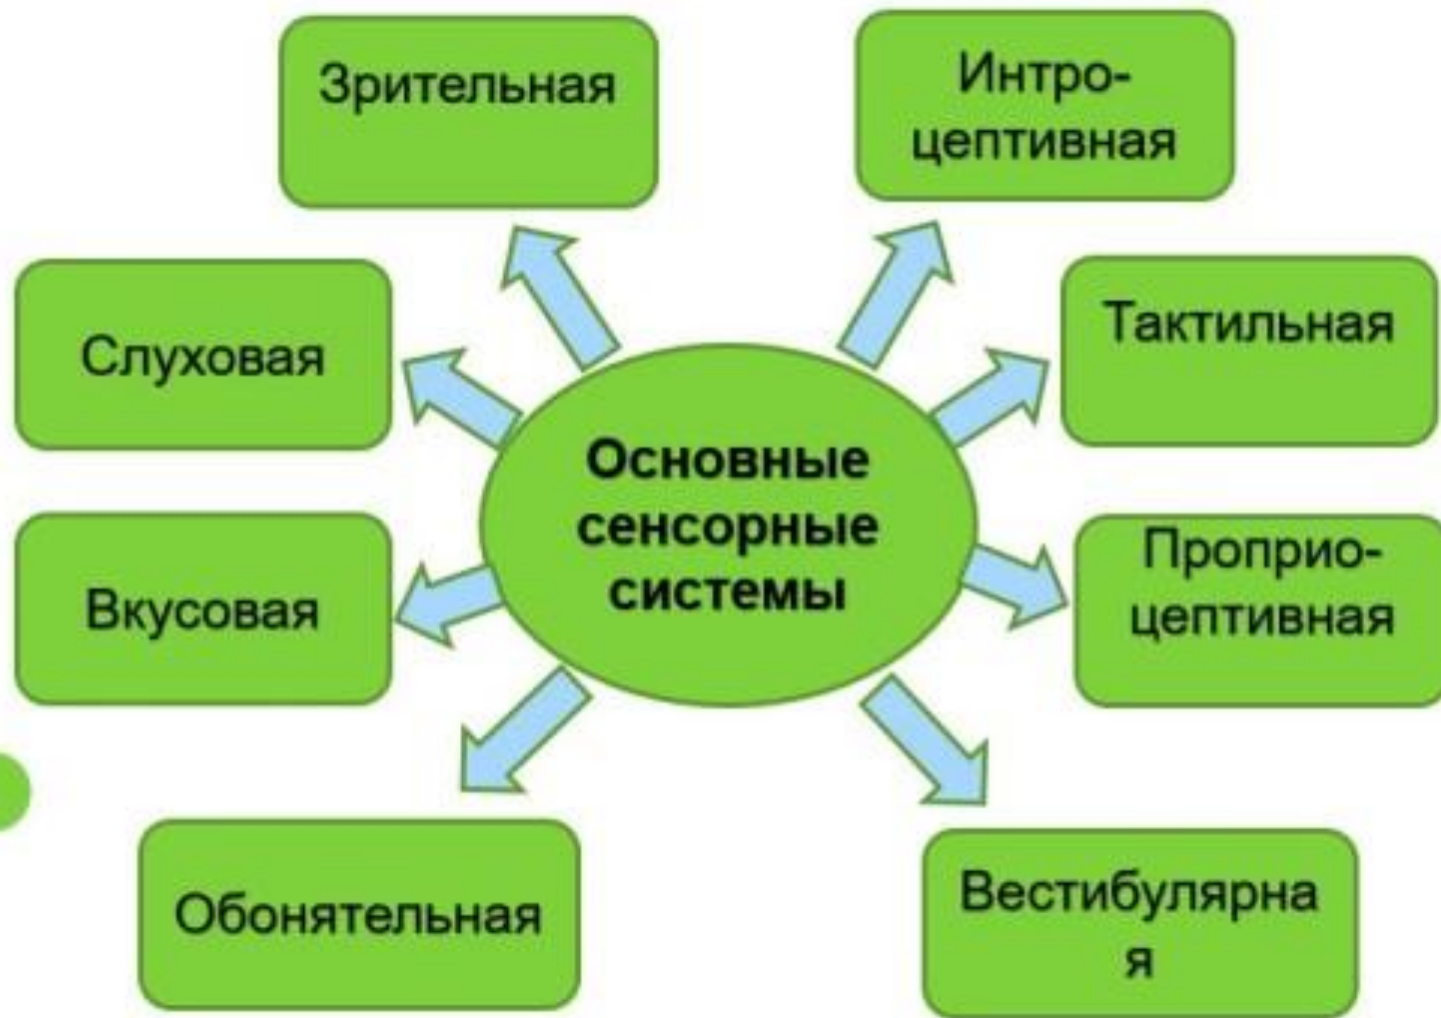 Зрительная
Интро-
цептивная
Слуховая
Тактильная
Основные
сенсорные
системы
Вкусовая
Проприо-
цептивная
Обонятельная
Вестибулярна
я